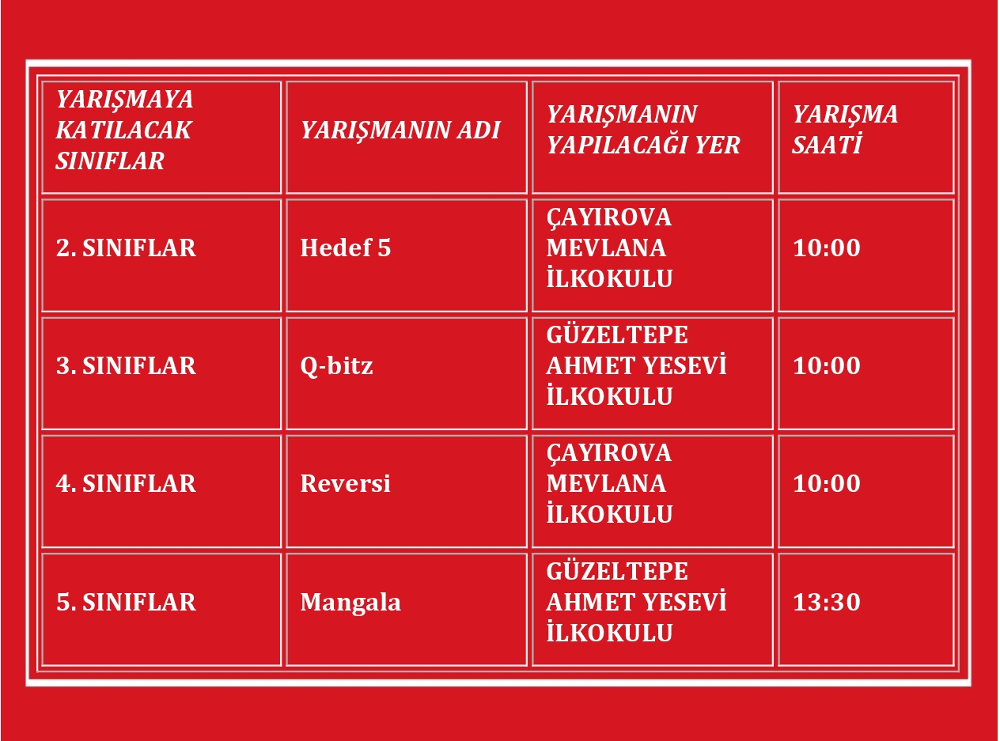 YARIŞMAYA
KATILACAK
SINIFLAR
YARIŞMANIN ADI
YARIŞMANIN
YAPILACAĞI YER
YARIŞMA
SAATİ
2. SINIFLAR
Hedef 5
ÇAYIROVA
MEVLANA
İLKOKULU
10:00
3. SINIFLAR
Q-bitz
GÜZELTEPE
AHMET YESEVİ
İLKOKULU
10:00
4. SINIFLAR
Reversi
ÇAYIROVA
MEVLANA
İLKOKULU
10:00
5. SINIFLAR
Mangala
GÜZELTEPE
AHMET YESEVİ
İLKOKULU
13:30